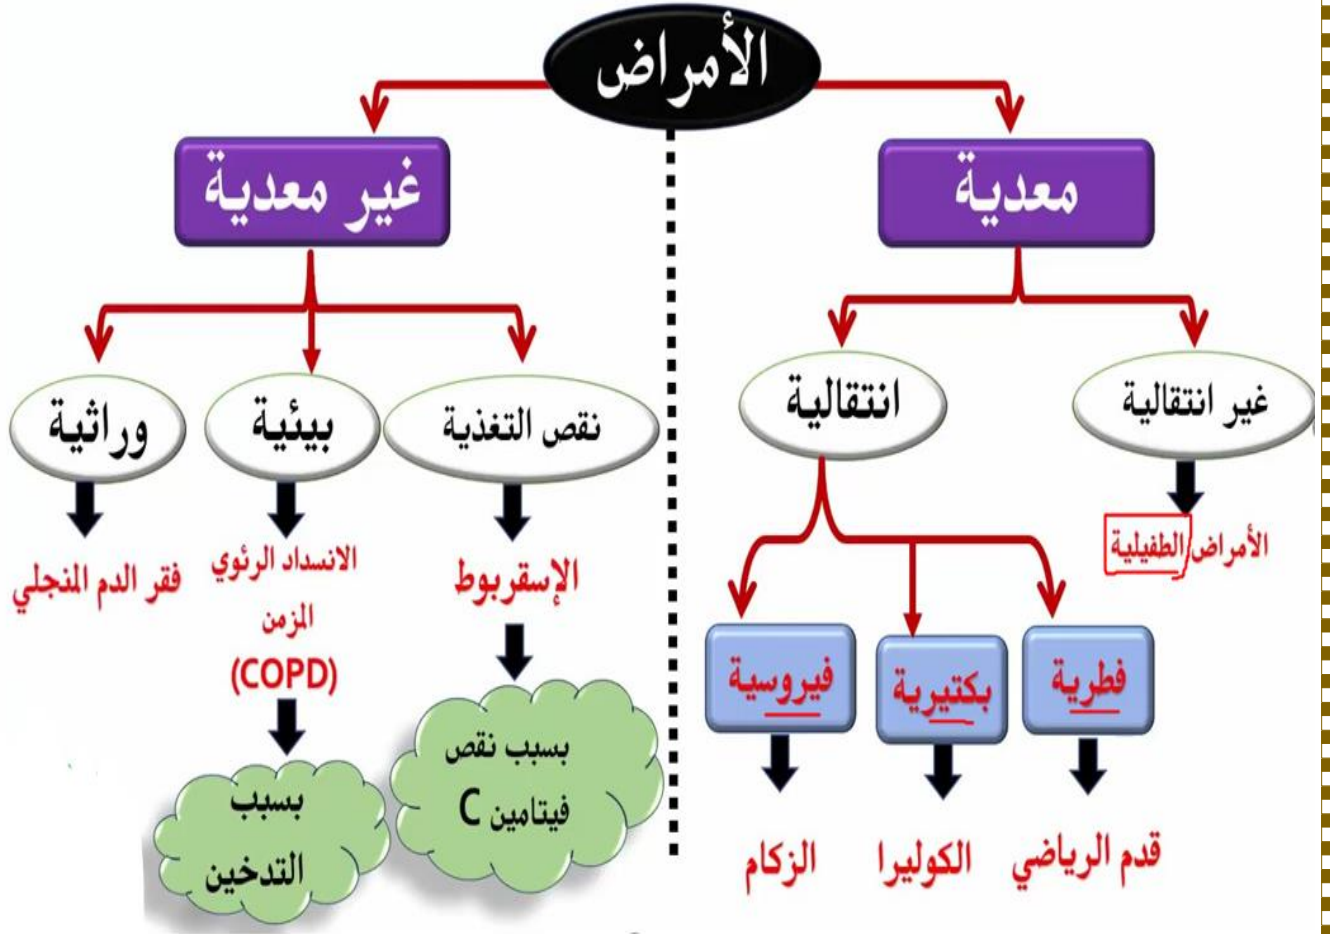 الأمراض
معدية
غير معدية
غير انتقالية
انتقالية
نقص التغذية
بيئية
وراثية
الأمراض الطفيلية
فطرية
بكتيرية
فيروسية
قدم الرياضي
الكوليرا
الزكام
الإسقربوط
بسبب نقص
فيتامين C
الانسداد الرئوي
المزمن
(COPD)
بسبب
التدخين
فقر الدم المنجلي